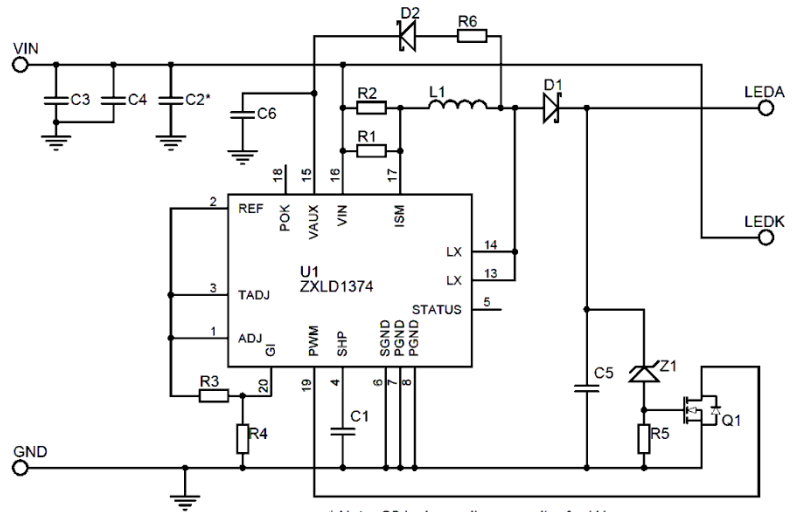 D2
R6
VIN
C3
C4
C2*
C6
R2
L1
D1
LEDA
R1
18
15
16
17
2
REF
POK
VAUX
VIN
ISM
LEDK
LX
14
U1
ZXLD1374
LX
13
3
TADJ
STATUS
5
1
ADJ
GI
PWM
SHP
SGND
PGND
PGND
20
19
4
6
7
8
R3
C5
Z1
C1
R4
R5
Q1
GND